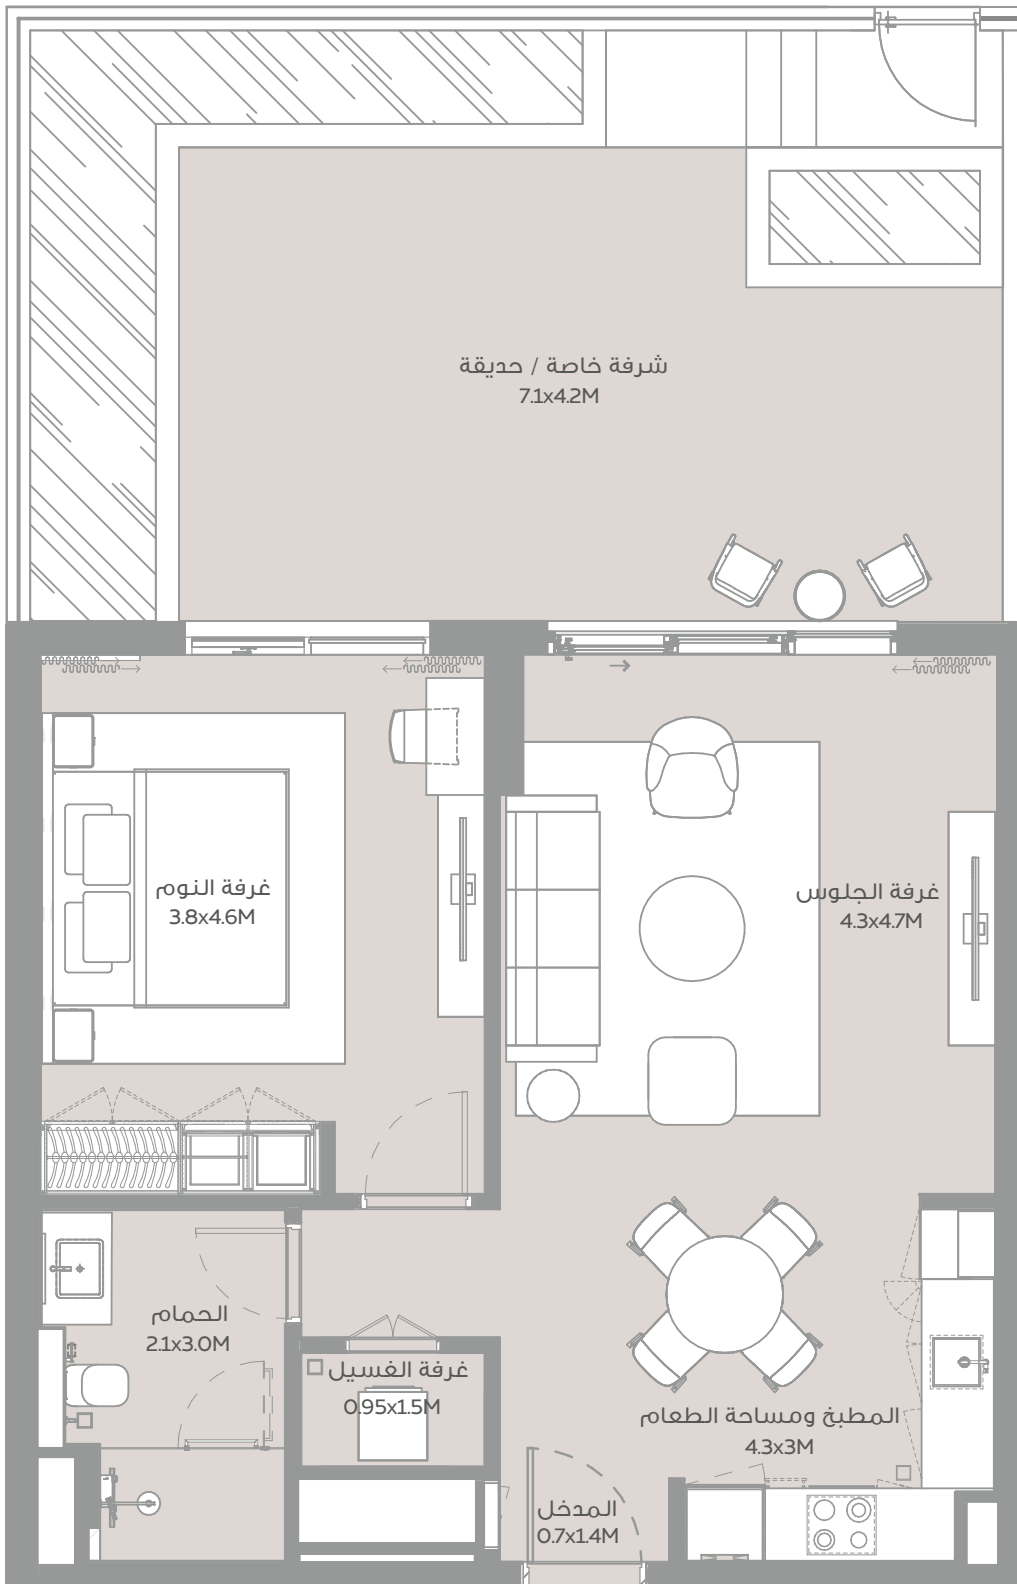 شرفة خاصة / حديقة
7.1x4.2M
غرفة النوم
3.8x4.6M
غرفة الجلوس
4.3x4.7M
الحمام
2.1x3.0M
غرفة الغسيل
0.95x1.5M
المطبخ ومساحة الطعام
4.3x3M
المدخل
0.7x1.4M